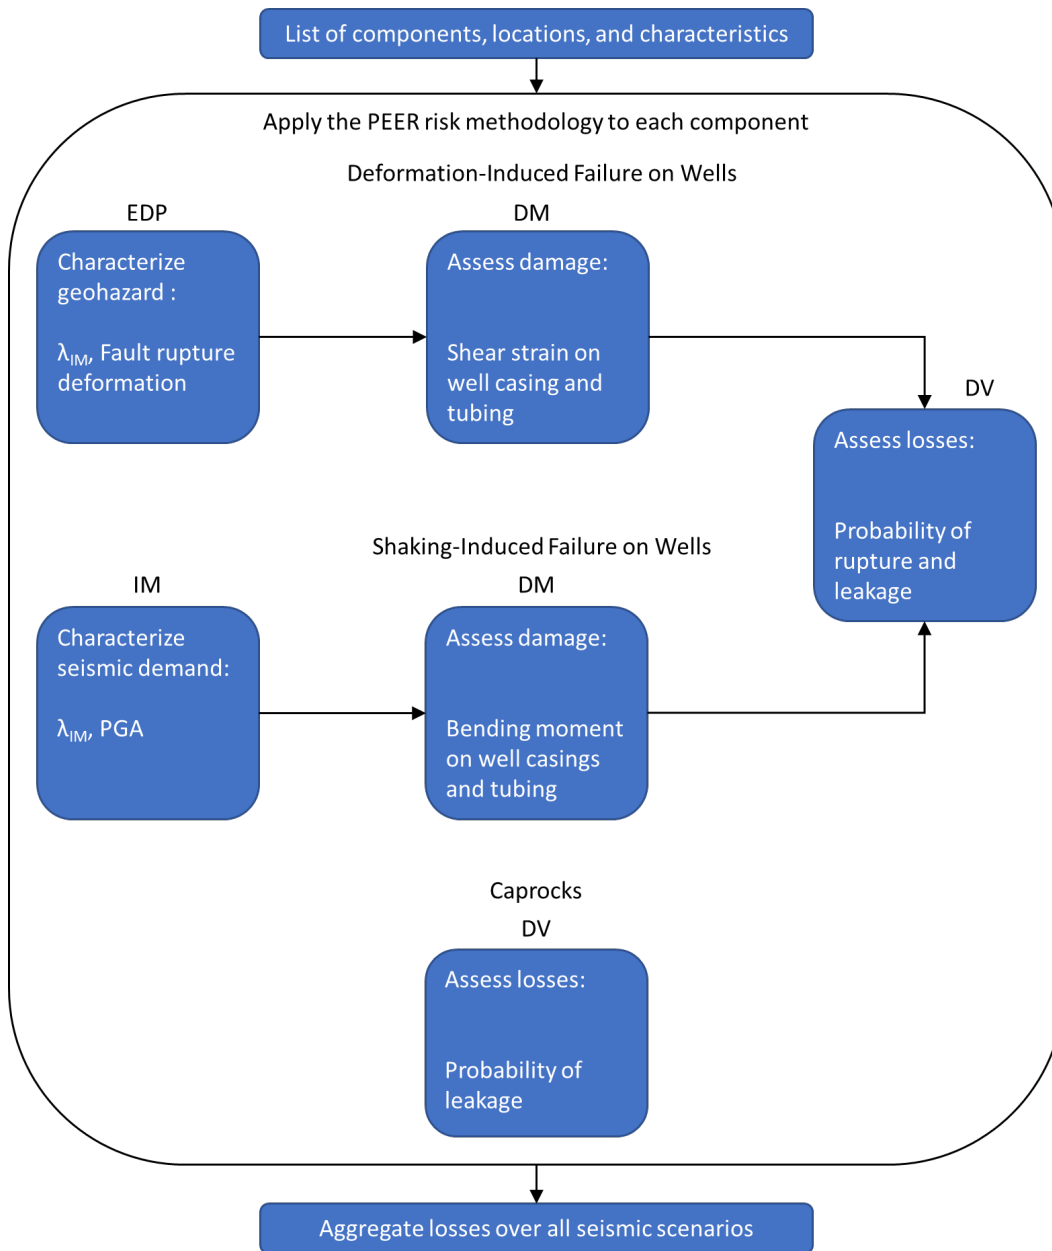 List of components, locations, and characteristics
Apply the PEER risk methodology to each component
Deformation-Induced Failure on Wells
EDP
Characterize
geohazard :
λIM, Fault rupture
deformation
DM
Assess damage:
Shear strain on
well casing and
tubing
DV
Assess losses:
Probability of
rupture and
leakage
Shaking-Induced Failure on Wells
IM
Characterize
seismic demand:
λIM, PGA
DM
Assess damage:
Bending moment
on well casings
and tubing
Caprocks
DV
Assess losses:
Probability of
leakage
Aggregate losses over all seismic scenarios